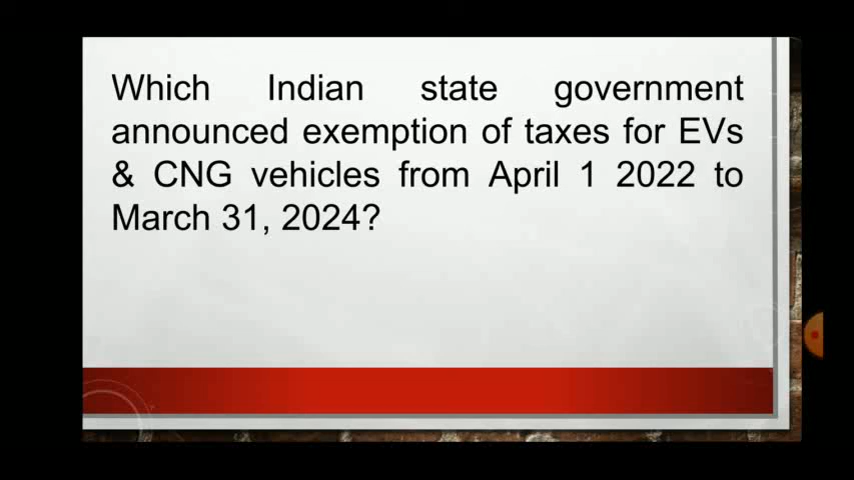 Which Indian state government
announced exemption of taxes for EVs
& CNG vehicles from April 1 2022 to
March 31, 2024?